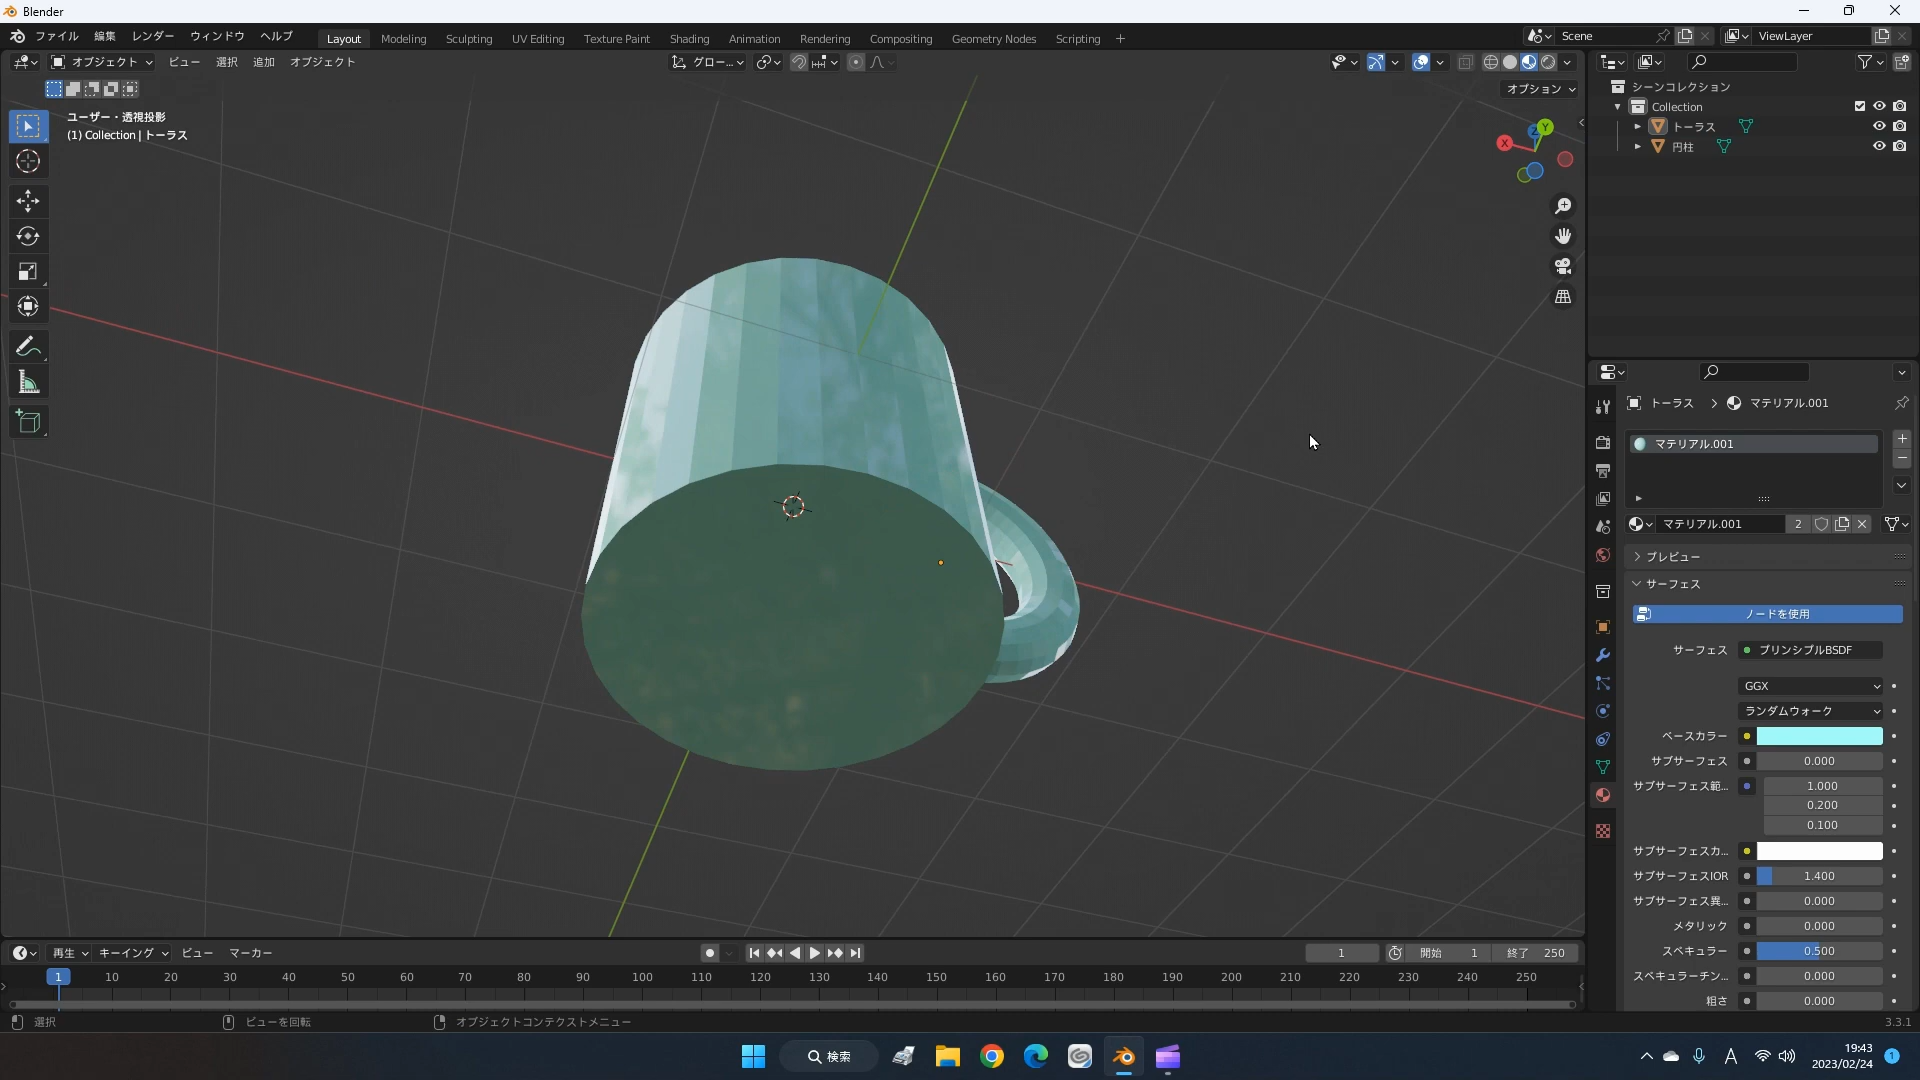 Blender
ファイル 編集 レンダー ウィンドウ ヘルプ Layout Modeling Sculpting UV Editing Texture Paint Shading Animation Rendering Compositing Geometry Nodes Scripting + Scene ViewLayer
オブジェクト ビュー 選択 追加 オブジェクト グロー...
オプション
ユーザー・透視投影
(1) Collection | トーラス
X Y Z
シーンコレクション
Collection
トーラス
円柱
トーラス > マテリアル.001
マテリアル.001
マテリアル.001 2
プレビュー
サーフェス
ノードを使用
サーフェス プリンシプルBSDF
GGX
ランダムウォーク
ベースカラー
サブサーフェス 0.000
サブサーフェス範... 1.000
0.200
0.100
サブサーフェスカ...
サブサーフェスIOR 1.400
サブサーフェス異... 0.000
メタリック 0.000
スペキュラー 0.500
スペキュラーチン... 0.000
粗さ 0.000
再生 キーイング ビュー マーカー 1 開始 1 終了 250
1 10 20 30 40 50 60 70 80 90 100 110 120 130 140 150 160 170 180 190 200 210 220 230 240 250
選択 ビューを回転 オブジェクトコンテクストメニュー 3.3.1
検索 A 19:43
2023/02/24 1